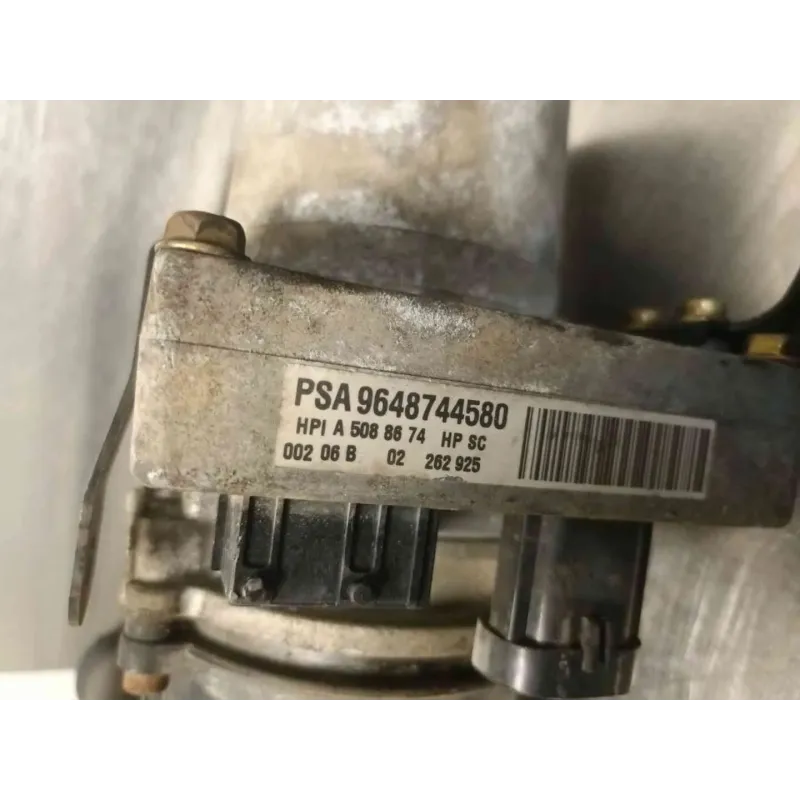 PSA 9648744580
HPI A 508 86 74 HP SC
002 06 B 02 262 925